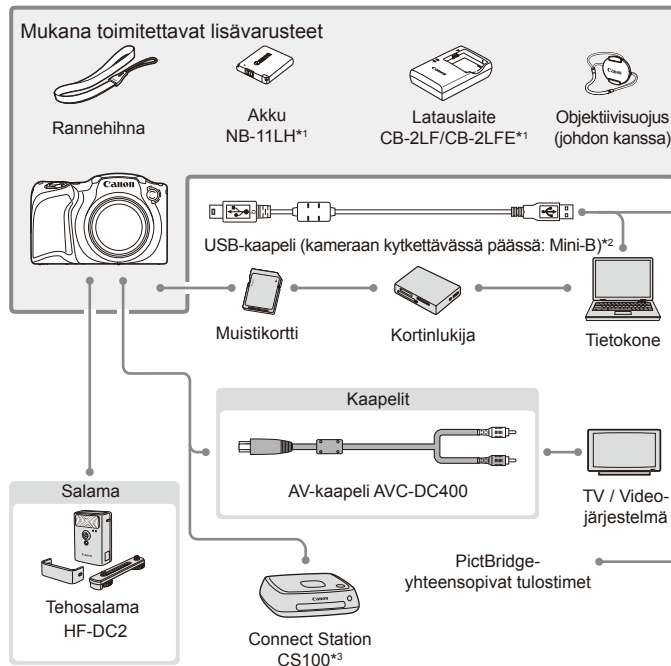 Mukana toimitettavat lisävarusteet
Rannehihna
Akku
NB-11LH*1
Latauslaite
CB-2LF/CB-2LFE*1
Objektiivisuojus
(johdon kanssa)
Canon
USB-kaapeli (kameraan kytkettävässä päässä: Mini-B)*2
Muistikortti
Kortinlukija
Tietokone
Kaapelit
AV-kaapeli AVC-DC400
TV / Video-
järjestelmä
Salama
Tehosalama
HF-DC2
PictBridge-
yhteensopivat tulostimet
Canon
Connect Station
CS100*3